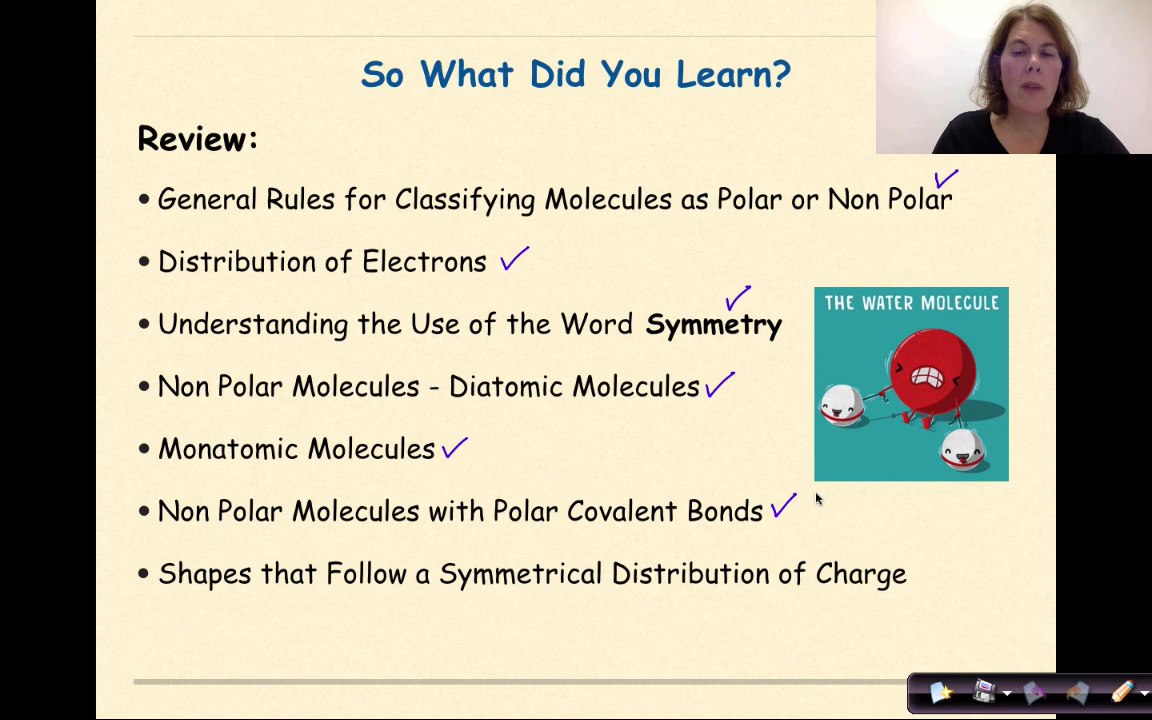 So What Did You Learn?
Review:
• General Rules for Classifying Molecules as Polar or Non Polar
• Distribution of Electrons
• Understanding the Use of the Word Symmetry
THE WATER MOLECULE
• Non Polar Molecules - Diatomic Molecules
• Monatomic Molecules
• Non Polar Molecules with Polar Covalent Bonds
• Shapes that Follow a Symmetrical Distribution of Charge